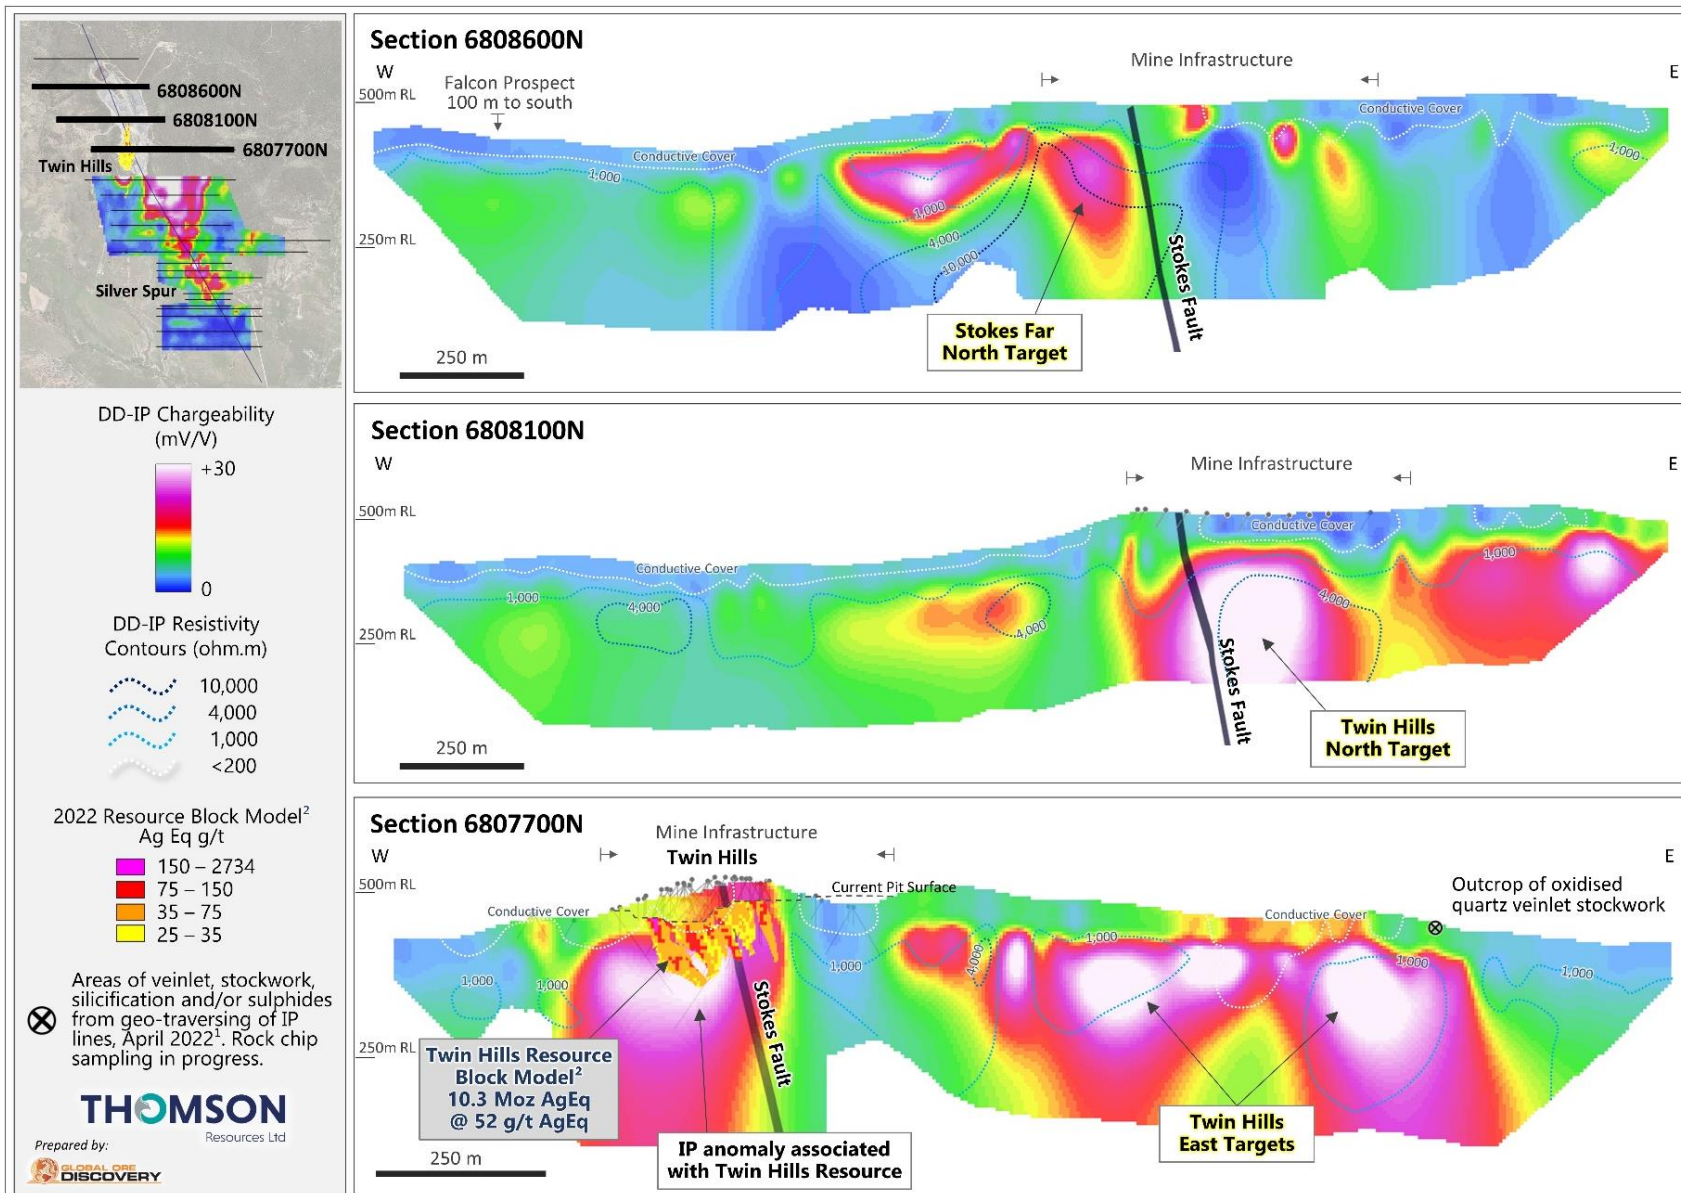 6808600N
6808100N
6807700N
Twin Hills
Silver Spur
DD-IP Chargeability
(mV/V)
+30
0
DD-IP Resistivity
Contours (ohm.m)
10,000
4,000
1,000
<200
2022 Resource Block Model²
Ag Eq g/t
150 – 2734
75 – 150
35 – 75
25 – 35
Areas of veinlet, stockwork,
silicification and/or sulphides
from geo-traversing of IP
lines, April 2022¹. Rock chip
sampling in progress.
THOMSON
Resources Ltd
Prepared by:
GLOBAL ORE
DISCOVERY
Section 6808600N
W
E
Falcon Prospect
100 m to south
Mine Infrastructure
500m RL
250m RL
Conductive Cover
Conductive Cover
1,000
1,000
4,000
10,000
1,000
Stokes Fault
Stokes Far
North Target
250 m
Section 6808100N
W
E
Mine Infrastructure
500m RL
250m RL
Conductive Cover
Conductive Cover
1,000
4,000
4,000
4,000
1,000
Stokes Fault
Twin Hills
North Target
250 m
Section 6807700N
W
E
Mine Infrastructure
Twin Hills
500m RL
250m RL
Current Pit Surface
Conductive Cover
Conductive Cover
Outcrop of oxidised
quartz veinlet stockwork
1,000
1,000
1,000
4,000
1,000
1,000
1,000
Stokes Fault
Twin Hills Resource
Block Model²
10.3 Moz AgEq
@ 52 g/t AgEq
IP anomaly associated
with Twin Hills Resource
Twin Hills
East Targets
250 m